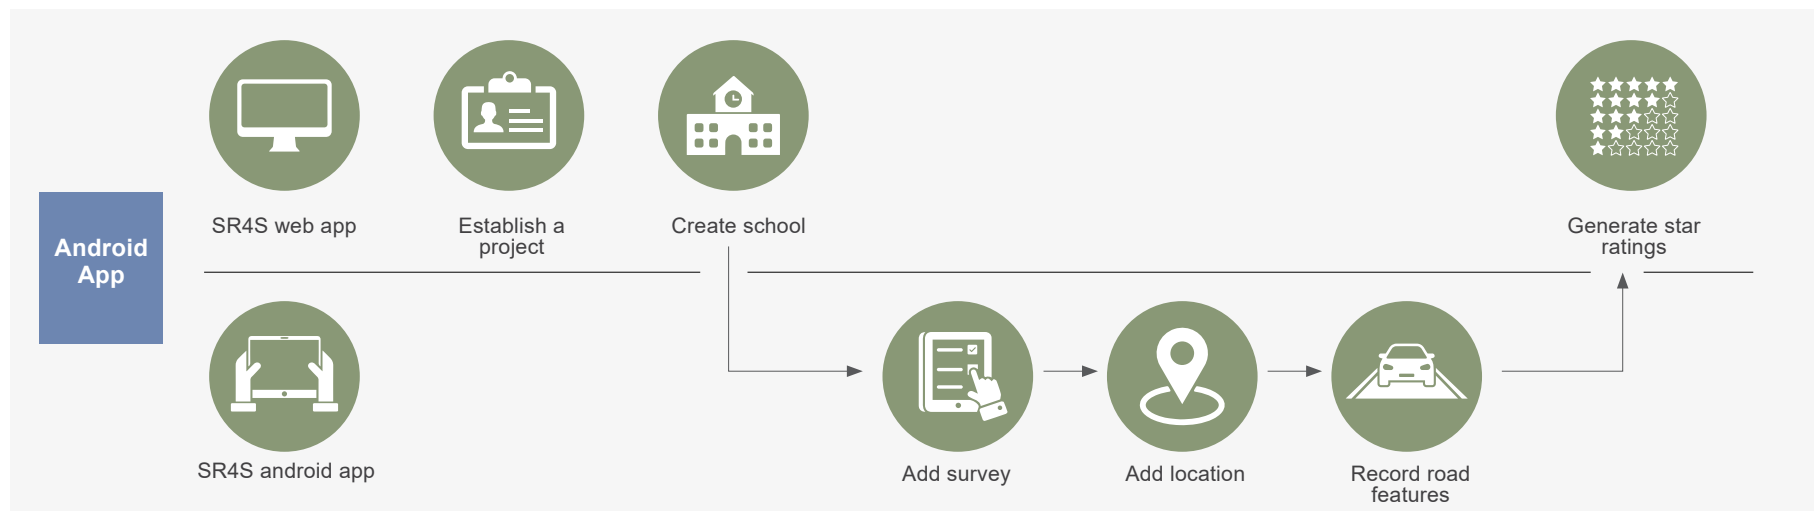 Android
App
SR4S web app
Establish a
project
Create school
Generate star
ratings
SR4S android app
Add survey
Add location
Record road
features